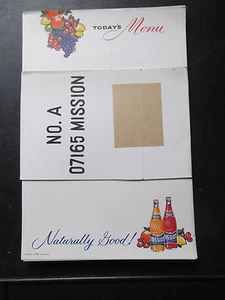 TODAY'S Menu
NO. A
07165 MISSION
Naturally Good!